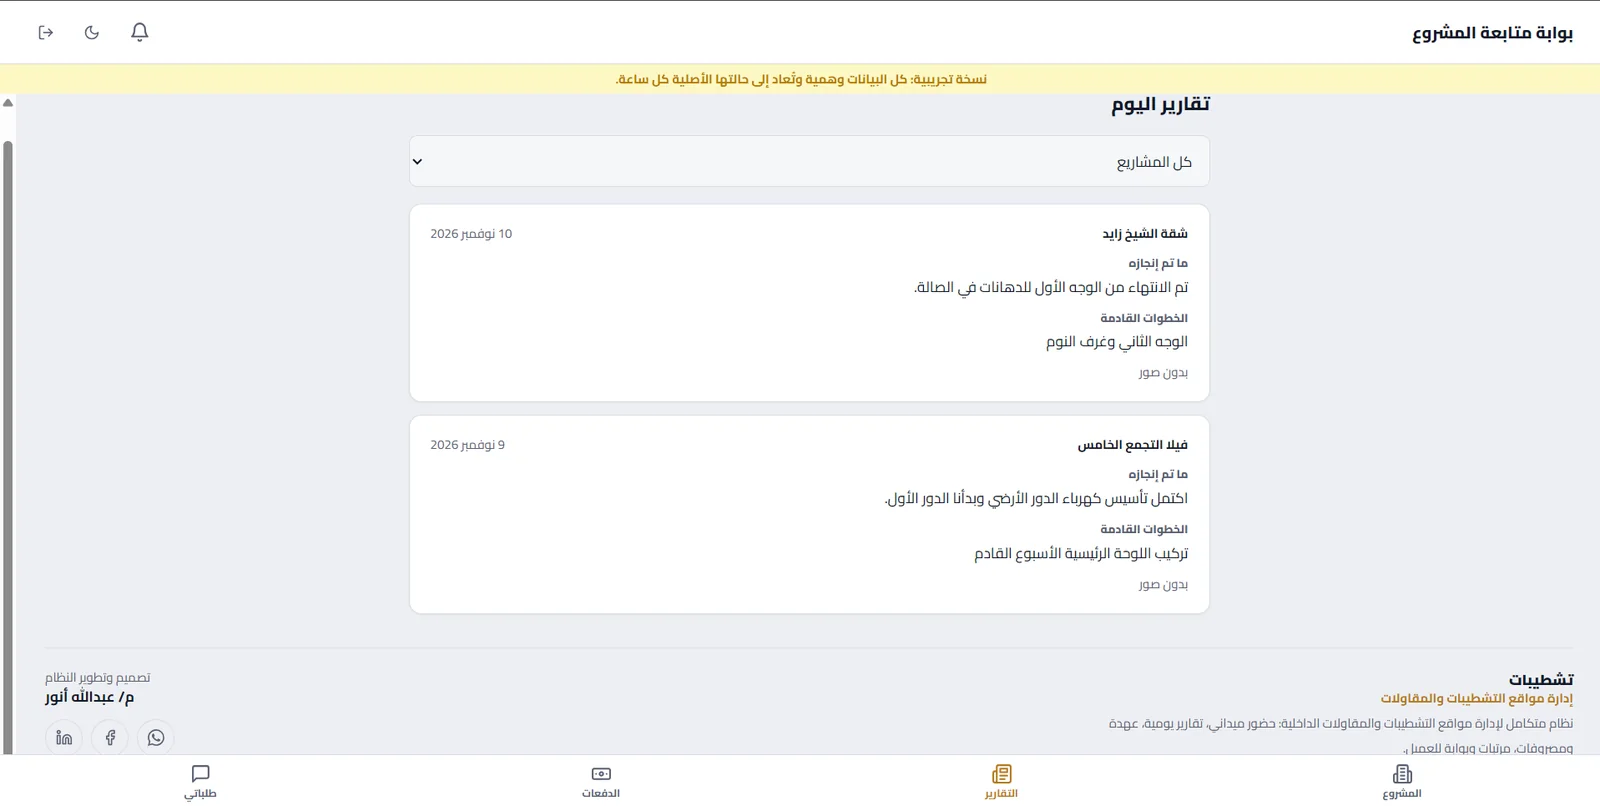 بوابة متابعة المشروع
نسخة تجريبية: كل البيانات وهمية وتُعاد إلى حالتها الأصلية كل ساعة.
تقارير اليوم
كل المشاريع
شقة الشيخ زايد
10 نوفمبر 2026
ما تم إنجازه
تم الانتهاء من الوجه الأول للدهانات في الصالة.
الخطوات القادمة
الوجه الثاني وغرف النوم
بدون صور
فيلا التجمع الخامس
9 نوفمبر 2026
ما تم إنجازه
اكتمل تأسيس كهرباء الدور الأرضي وبدأنا الدور الأول.
الخطوات القادمة
تركيب اللوحة الرئيسية الأسبوع القادم
بدون صور
تشطيبات
إدارة مواقع التشطيبات والمقاولات
نظام متكامل لإدارة مواقع التشطيبات والمقاولات الداخلية: حضور ميداني، تقارير يومية، عهدة
ومصروفات، مرتبات وبوابة للعميل.
تصميم وتطوير النظام
م/ عبدالله أنور
المشروع
التقارير
الدفعات
طلباتي